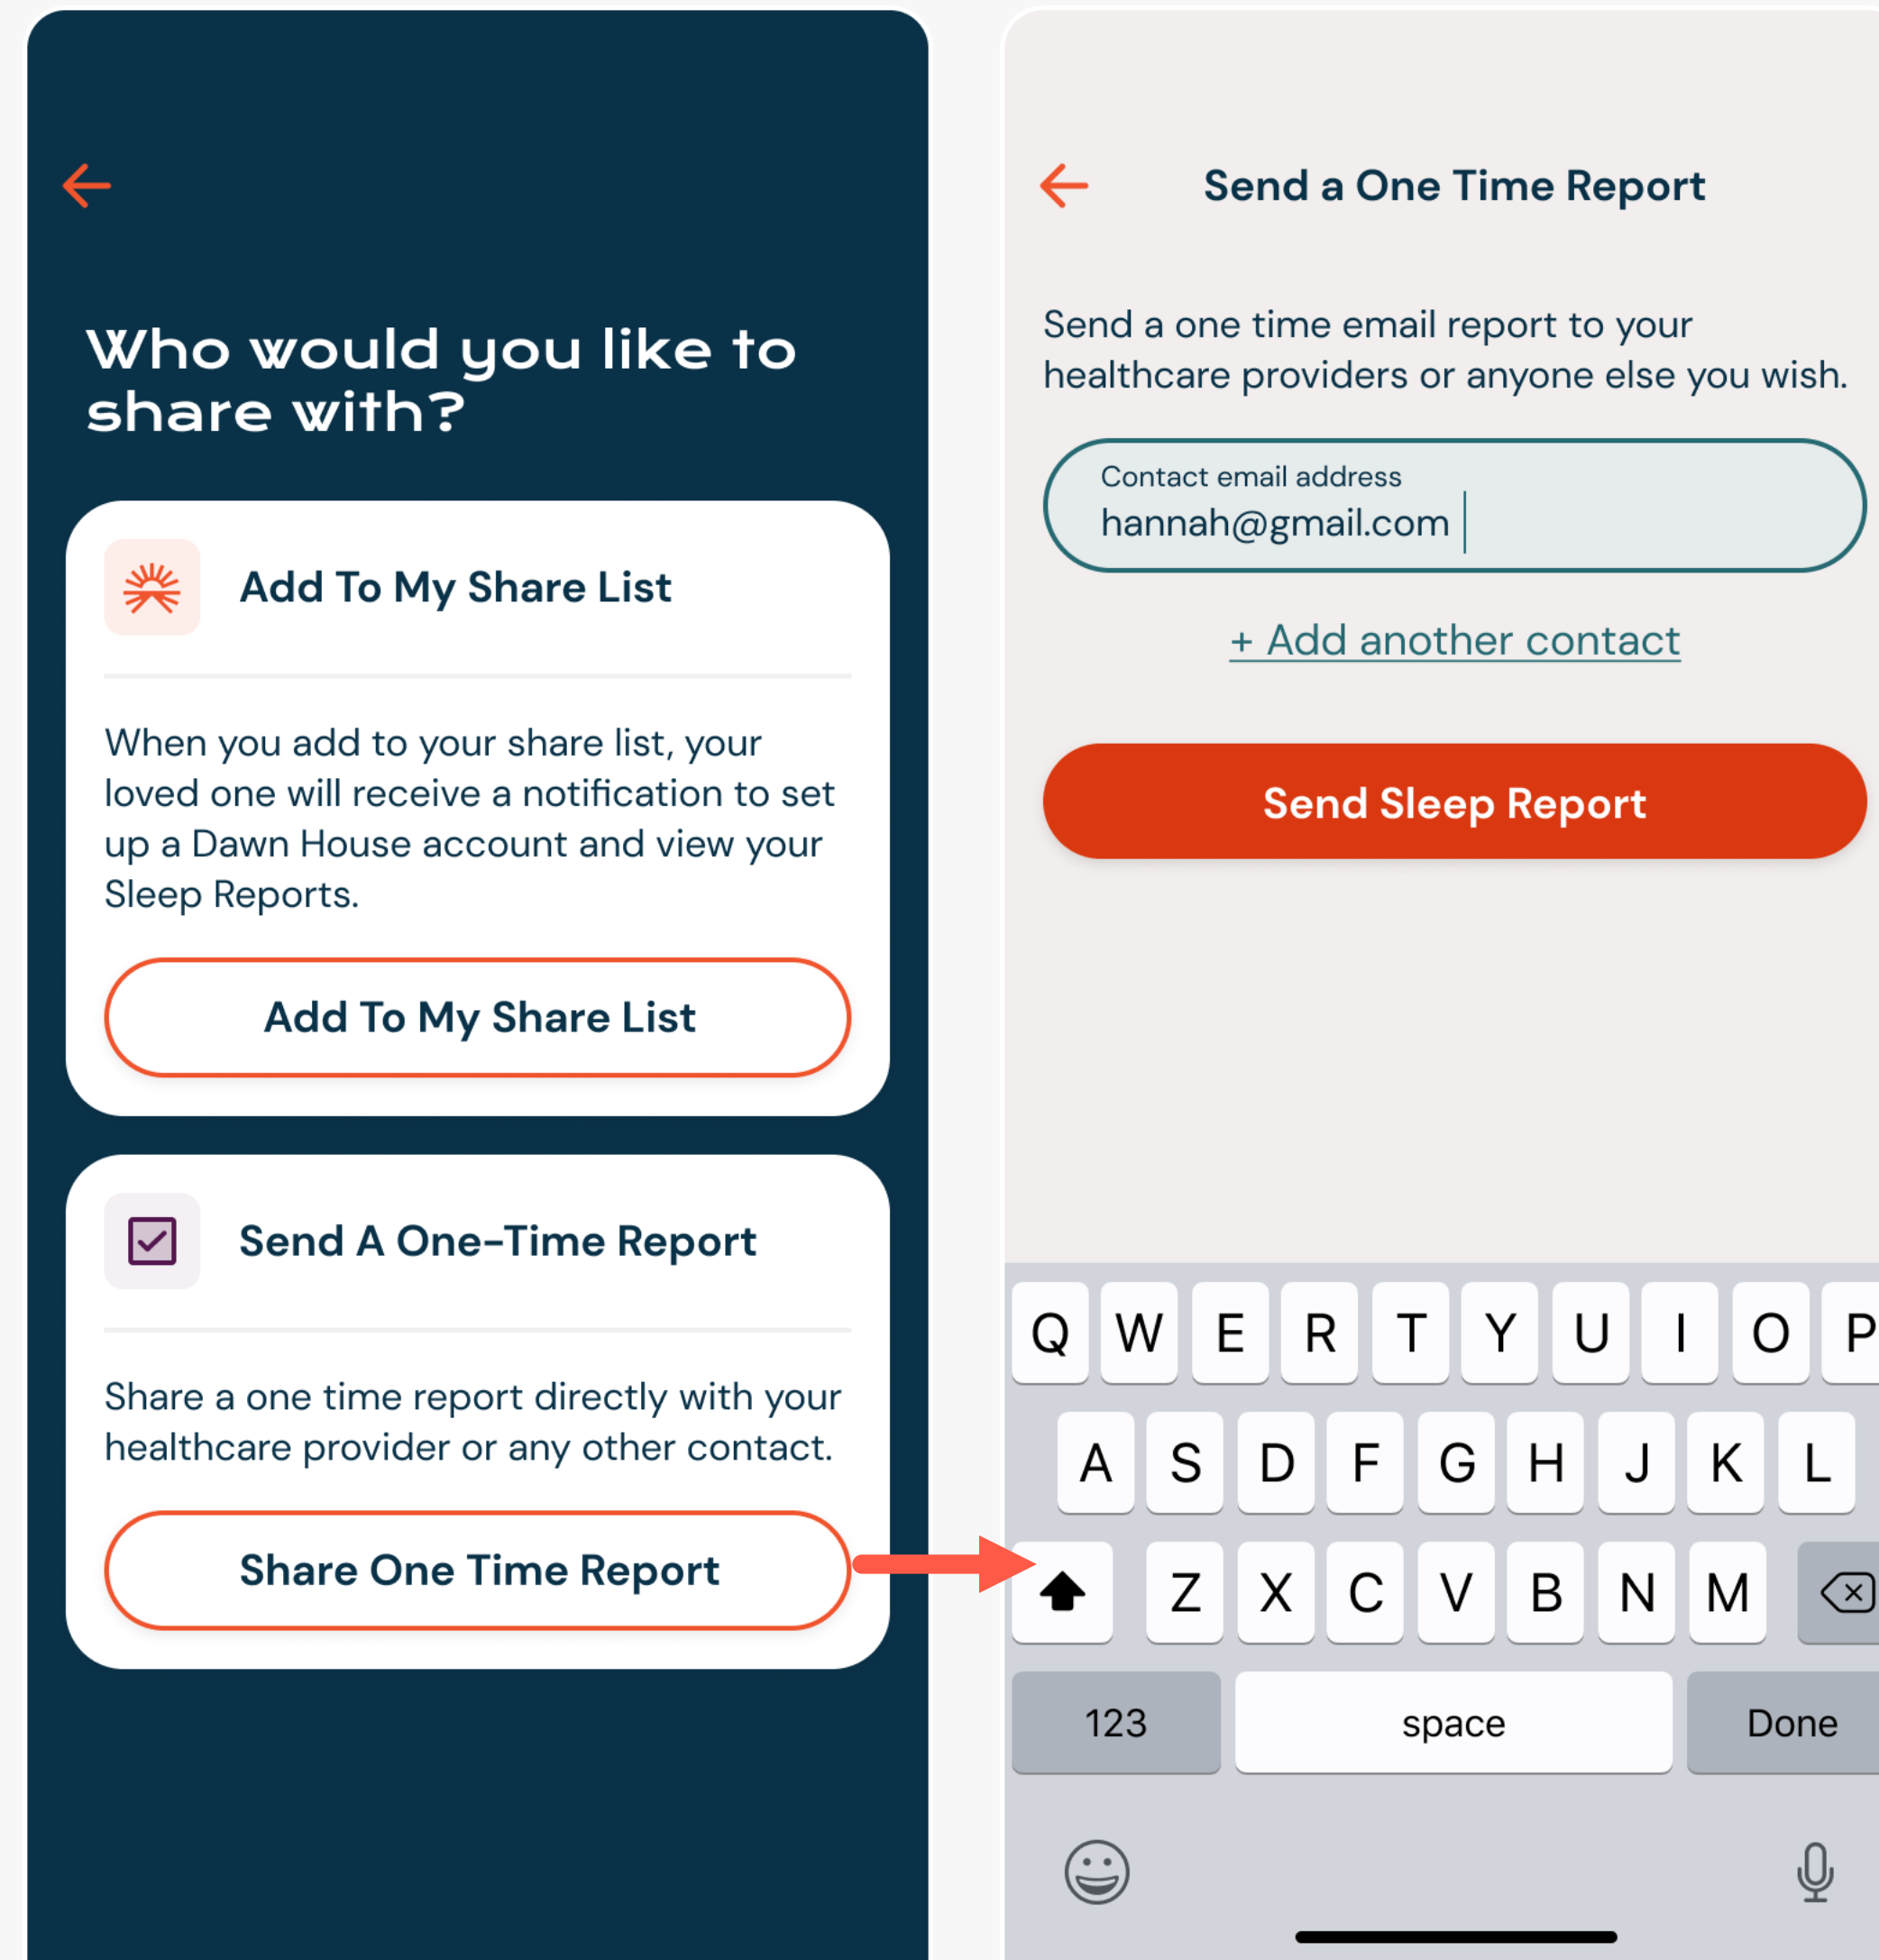 Who would you like to
share with?
Add To My Share List
When you add to your share list, your
loved one will receive a notification to set
up a Dawn House account and view your
Sleep Reports.
Add To My Share List
Send A One-Time Report
Share a one time report directly with your
healthcare provider or any other contact.
Share One Time Report
Send a One Time Report
Send a one time email report to your
healthcare providers or anyone else you wish.
Contact email address
hannah@gmail.com
+ Add another contact
Send Sleep Report
Q W E R T Y U I O P
A S D F G H J K L
Z X C V B N M
123 space Done